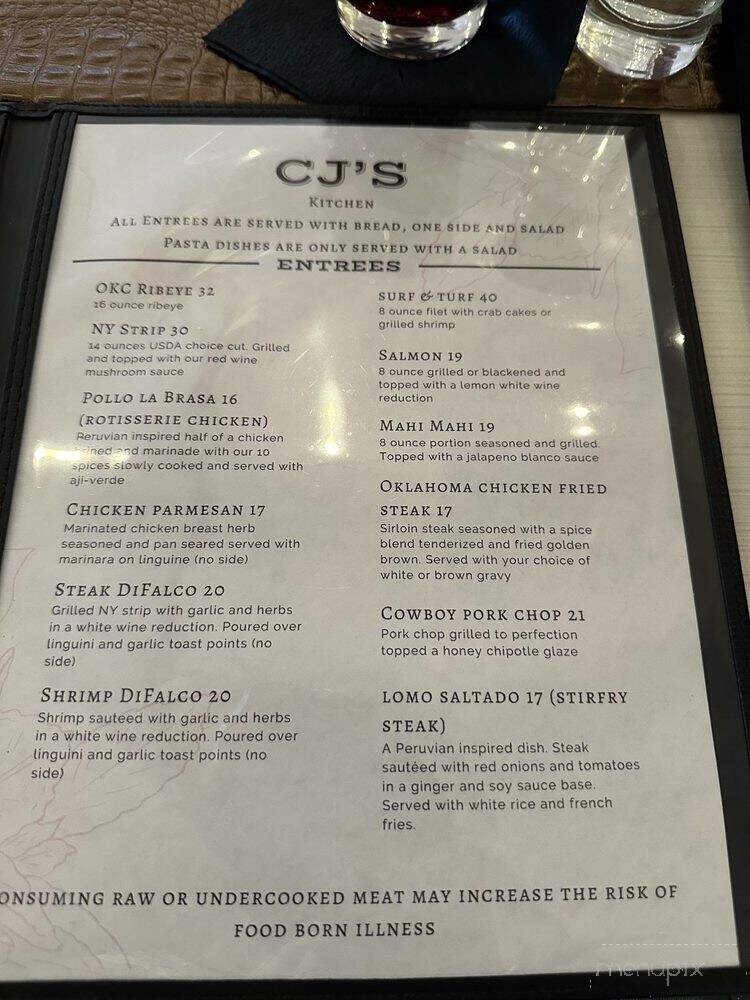 CJ'S
KITCHEN
ALL ENTREES ARE SERVED WITH BREAD, ONE SIDE AND SALAD
PASTA DISHES ARE ONLY SERVED WITH A SALAD
ENTREES
OKC RIBEYE 32
16 ounce ribeye
NY STRIP 30
14 ounces USDA choice cut. Grilled
and topped with our red wine
mushroom sauce
POLLO LA BRASA 16
(ROTISSERIE CHICKEN)
Peruvian inspired half of a chicken
brined and marinade with our 10
spices slowly cooked and served with
aji-verde
CHICKEN PARMESAN 17
Marinated chicken breast herb
seasoned and pan seared served with
marinara on linguine (no side)
STEAK DIFALCO 20
Grilled NY strip with garlic and herbs
in a white wine reduction. Poured over
linguini and garlic toast points (no
side)
SHRIMP DIFALCO 20
Shrimp sauteed with garlic and herbs
in a white wine reduction. Poured over
linguini and garlic toast points (no
side)
SURF & TURF 40
8 ounce filet with crab cakes or
grilled shrimp
SALMON 19
8 ounce grilled or blackened and
topped with a lemon white wine
reduction
MAHI MAHI 19
8 ounce portion seasoned and grilled.
Topped with a jalapeno blanco sauce
OKLAHOMA CHICKEN FRIED
STEAK 17
Sirloin steak seasoned with a spice
blend tenderized and fried golden
brown. Served with your choice of
white or brown gravy
COWBOY PORK CHOP 21
Pork chop grilled to perfection
topped a honey chipotle glaze
LOMO SALTADO 17 (STIRFRY
STEAK)
A Peruvian inspired dish. Steak
sautéed with red onions and tomatoes
in a ginger and soy sauce base.
Served with white rice and french
fries.
ONSUMING RAW OR UNDERCOOKED MEAT MAY INCREASE THE RISK OF
FOOD BORN ILLNESS
menupix